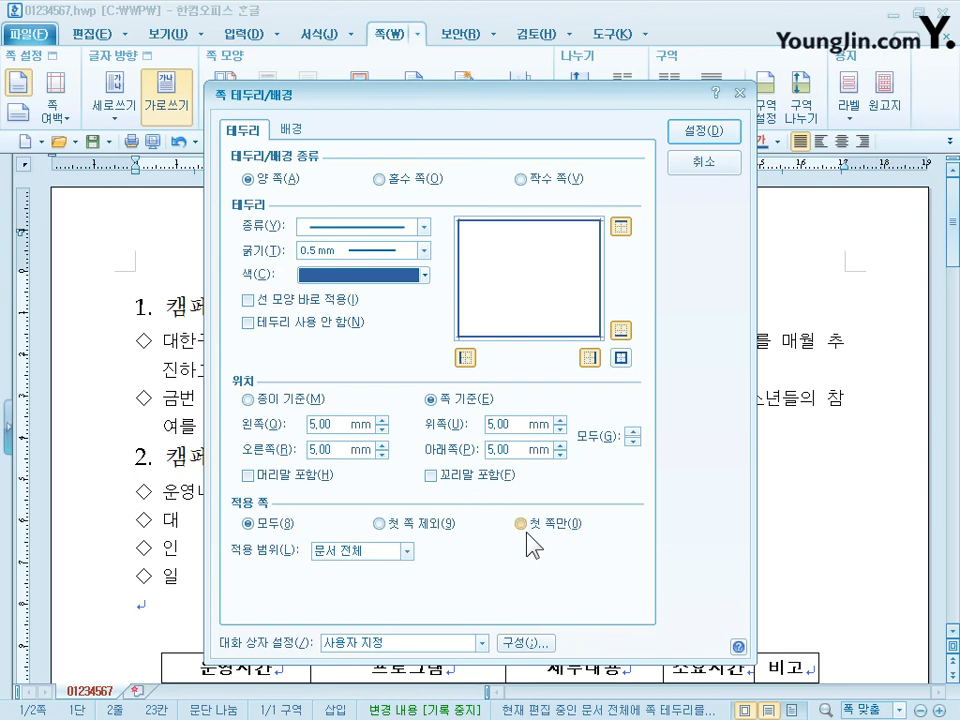 01234567.hwp [C:₩WP₩] - 한컴오피스 한글
파일(F) 편집(E) 보기(U) 입력(D) 서식(J) 쪽(W) 보안(R) 검토(H) 도구(K)
YoungJin.com Y.
쪽 설정 글자 방향 쪽 모양 나누기 구역
쪽 여백 세로쓰기 가로쓰기 구역 설정 구역 나누기 라벨 원고지
쪽 테두리/배경
테두리 배경
설정(D)
취소
테두리/배경 종류
양 쪽(A) 홀수 쪽(O) 짝수 쪽(V)
테두리
종류(Y):
굵기(T): 0.5 mm
색(C):
선 모양 바로 적용(I)
테두리 사용 안 함(N)
위치
종이 기준(M) 쪽 기준(E)
왼쪽(Q): 5,00 mm 위쪽(U): 5,00 mm 모두(G):
오른쪽(R): 5,00 mm 아래쪽(P): 5,00 mm
머리말 포함(H) 꼬리말 포함(F)
적용 쪽
모두(8) 첫 쪽 제외(9) 첫 쪽만(0)
적용 범위(L): 문서 전체
대화 상자 설정(/): 사용자 지정 구성(;)...
1. 캠페
◇ 대한 를 매월 추
진하고
◇ 금번 소년들의 참
여를
2. 캠페
◇ 운영
◇ 대
◇ 인
◇ 일
운영시간 프로그램 세부내용 소요시간 비고
01234567
1/2쪽 1단 2줄 23칸 문단 나눔 1/1 구역 삽입 변경 내용 [기록 중지] 현재 편집 중인 문서 전체에 쪽 테두리를... 폭 맞춤